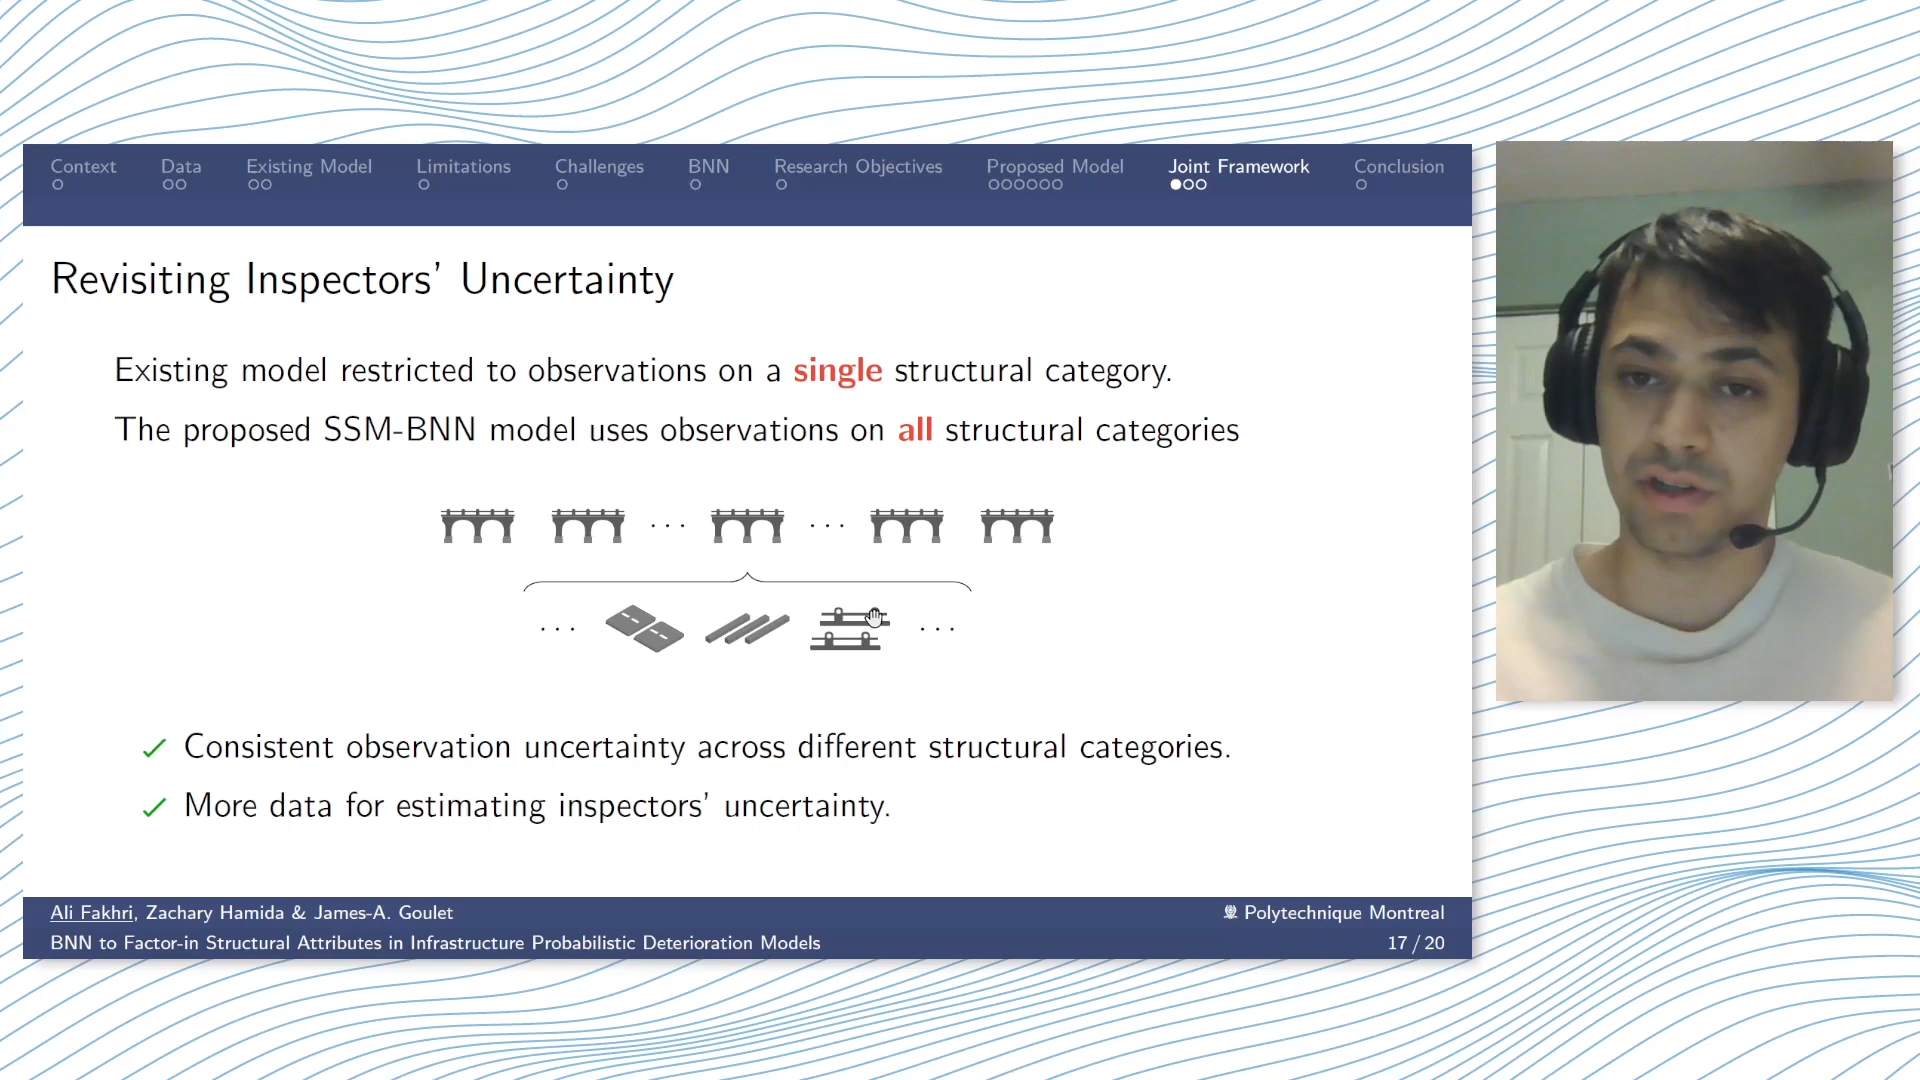 Context Data Existing Model Limitations Challenges BNN Research Objectives Proposed Model Joint Framework Conclusion
Revisiting Inspectors' Uncertainty
Existing model restricted to observations on a single structural category.
The proposed SSM-BNN model uses observations on all structural categories
... ...
... ...
Consistent observation uncertainty across different structural categories.
More data for estimating inspectors' uncertainty.
Ali Fakhri, Zachary Hamida & James-A. Goulet Polytechnique Montreal
BNN to Factor-in Structural Attributes in Infrastructure Probabilistic Deterioration Models 17 / 20